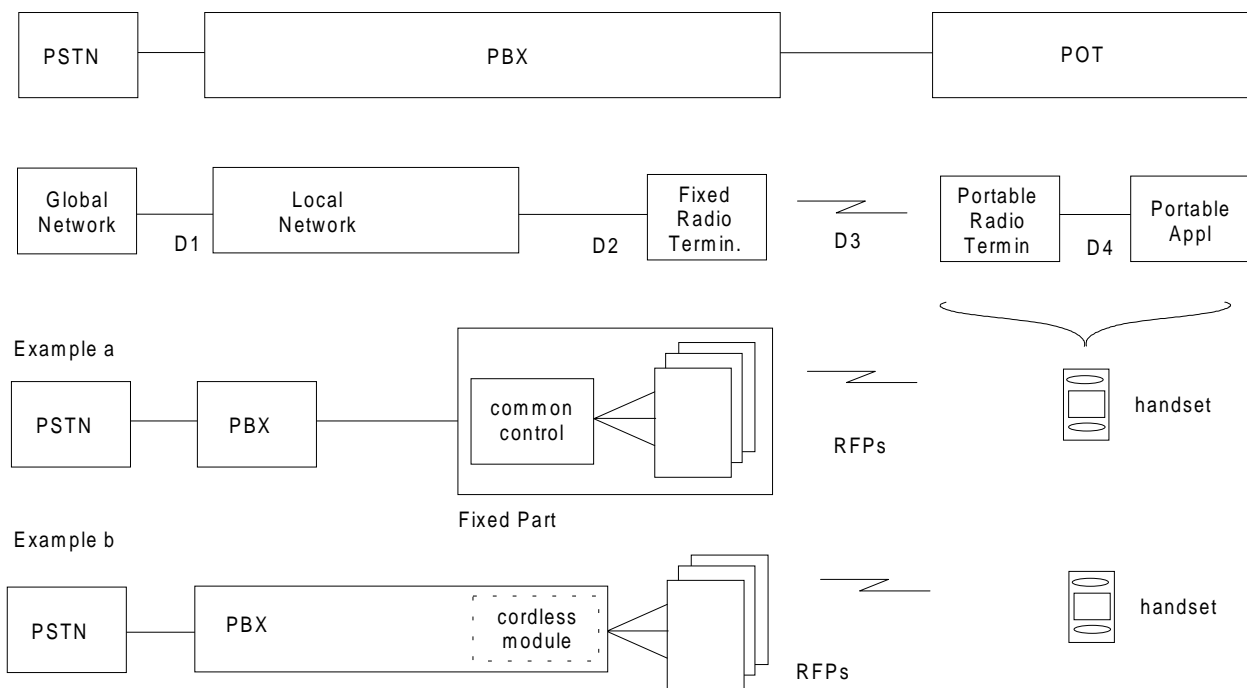 PSTN
PBX
POT
Global
Network
D1
Local
Network
D2
Fixed
Radio
Termin.
D3
Portable
Radio
Termin
D4
Portable
Appl
Example a
PSTN
PBX
common
control
Fixed Part
RFPs
handset
Example b
PSTN
PBX
cordless
module
RFPs
handset